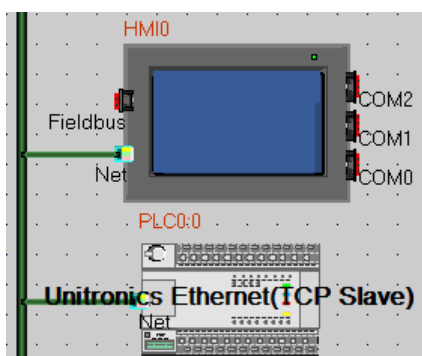 HMI0
COM2
Fieldbus
COM1
Net
COM0
PLC0:0
Unitronics Ethernet(TCP Slave)
Net